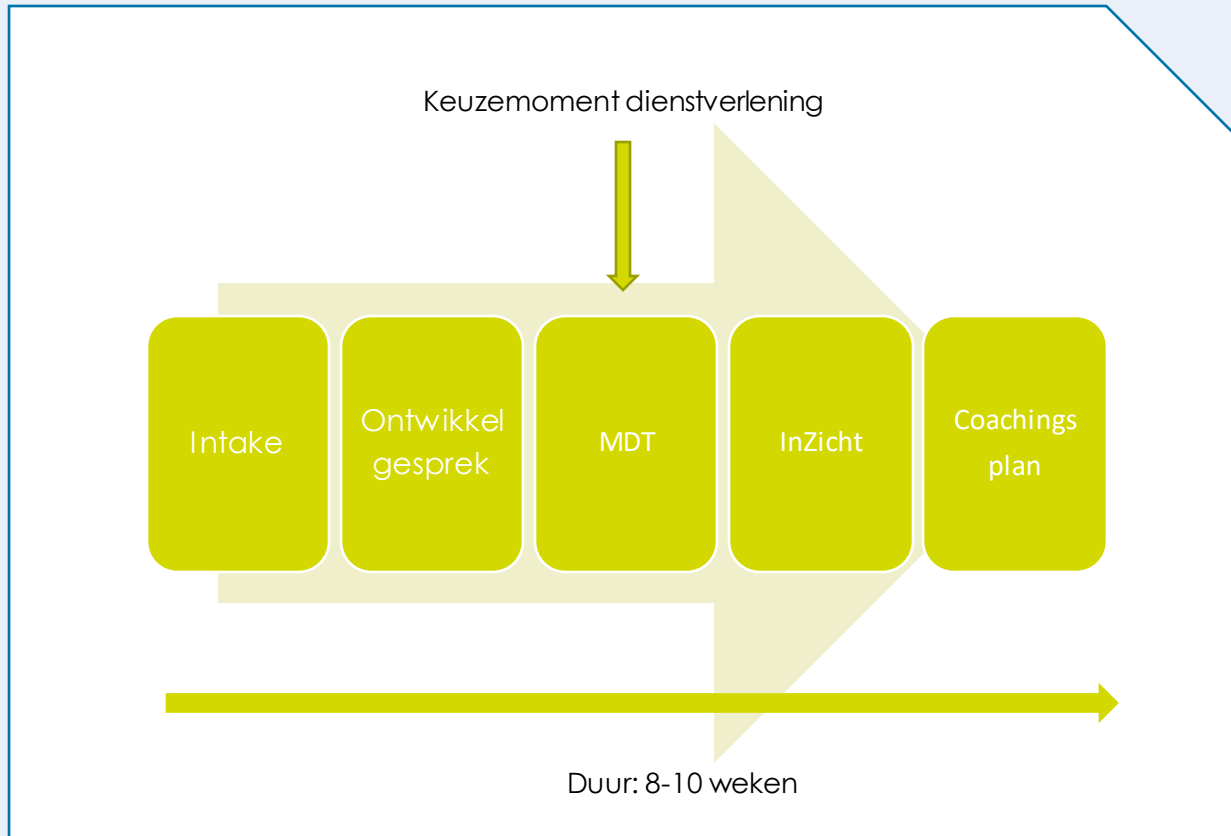 Keuzemoment dienstverlening
Intake
Ontwikkel
gesprek
MDT
InZicht
Coachings
plan
Duur: 8-10 weken